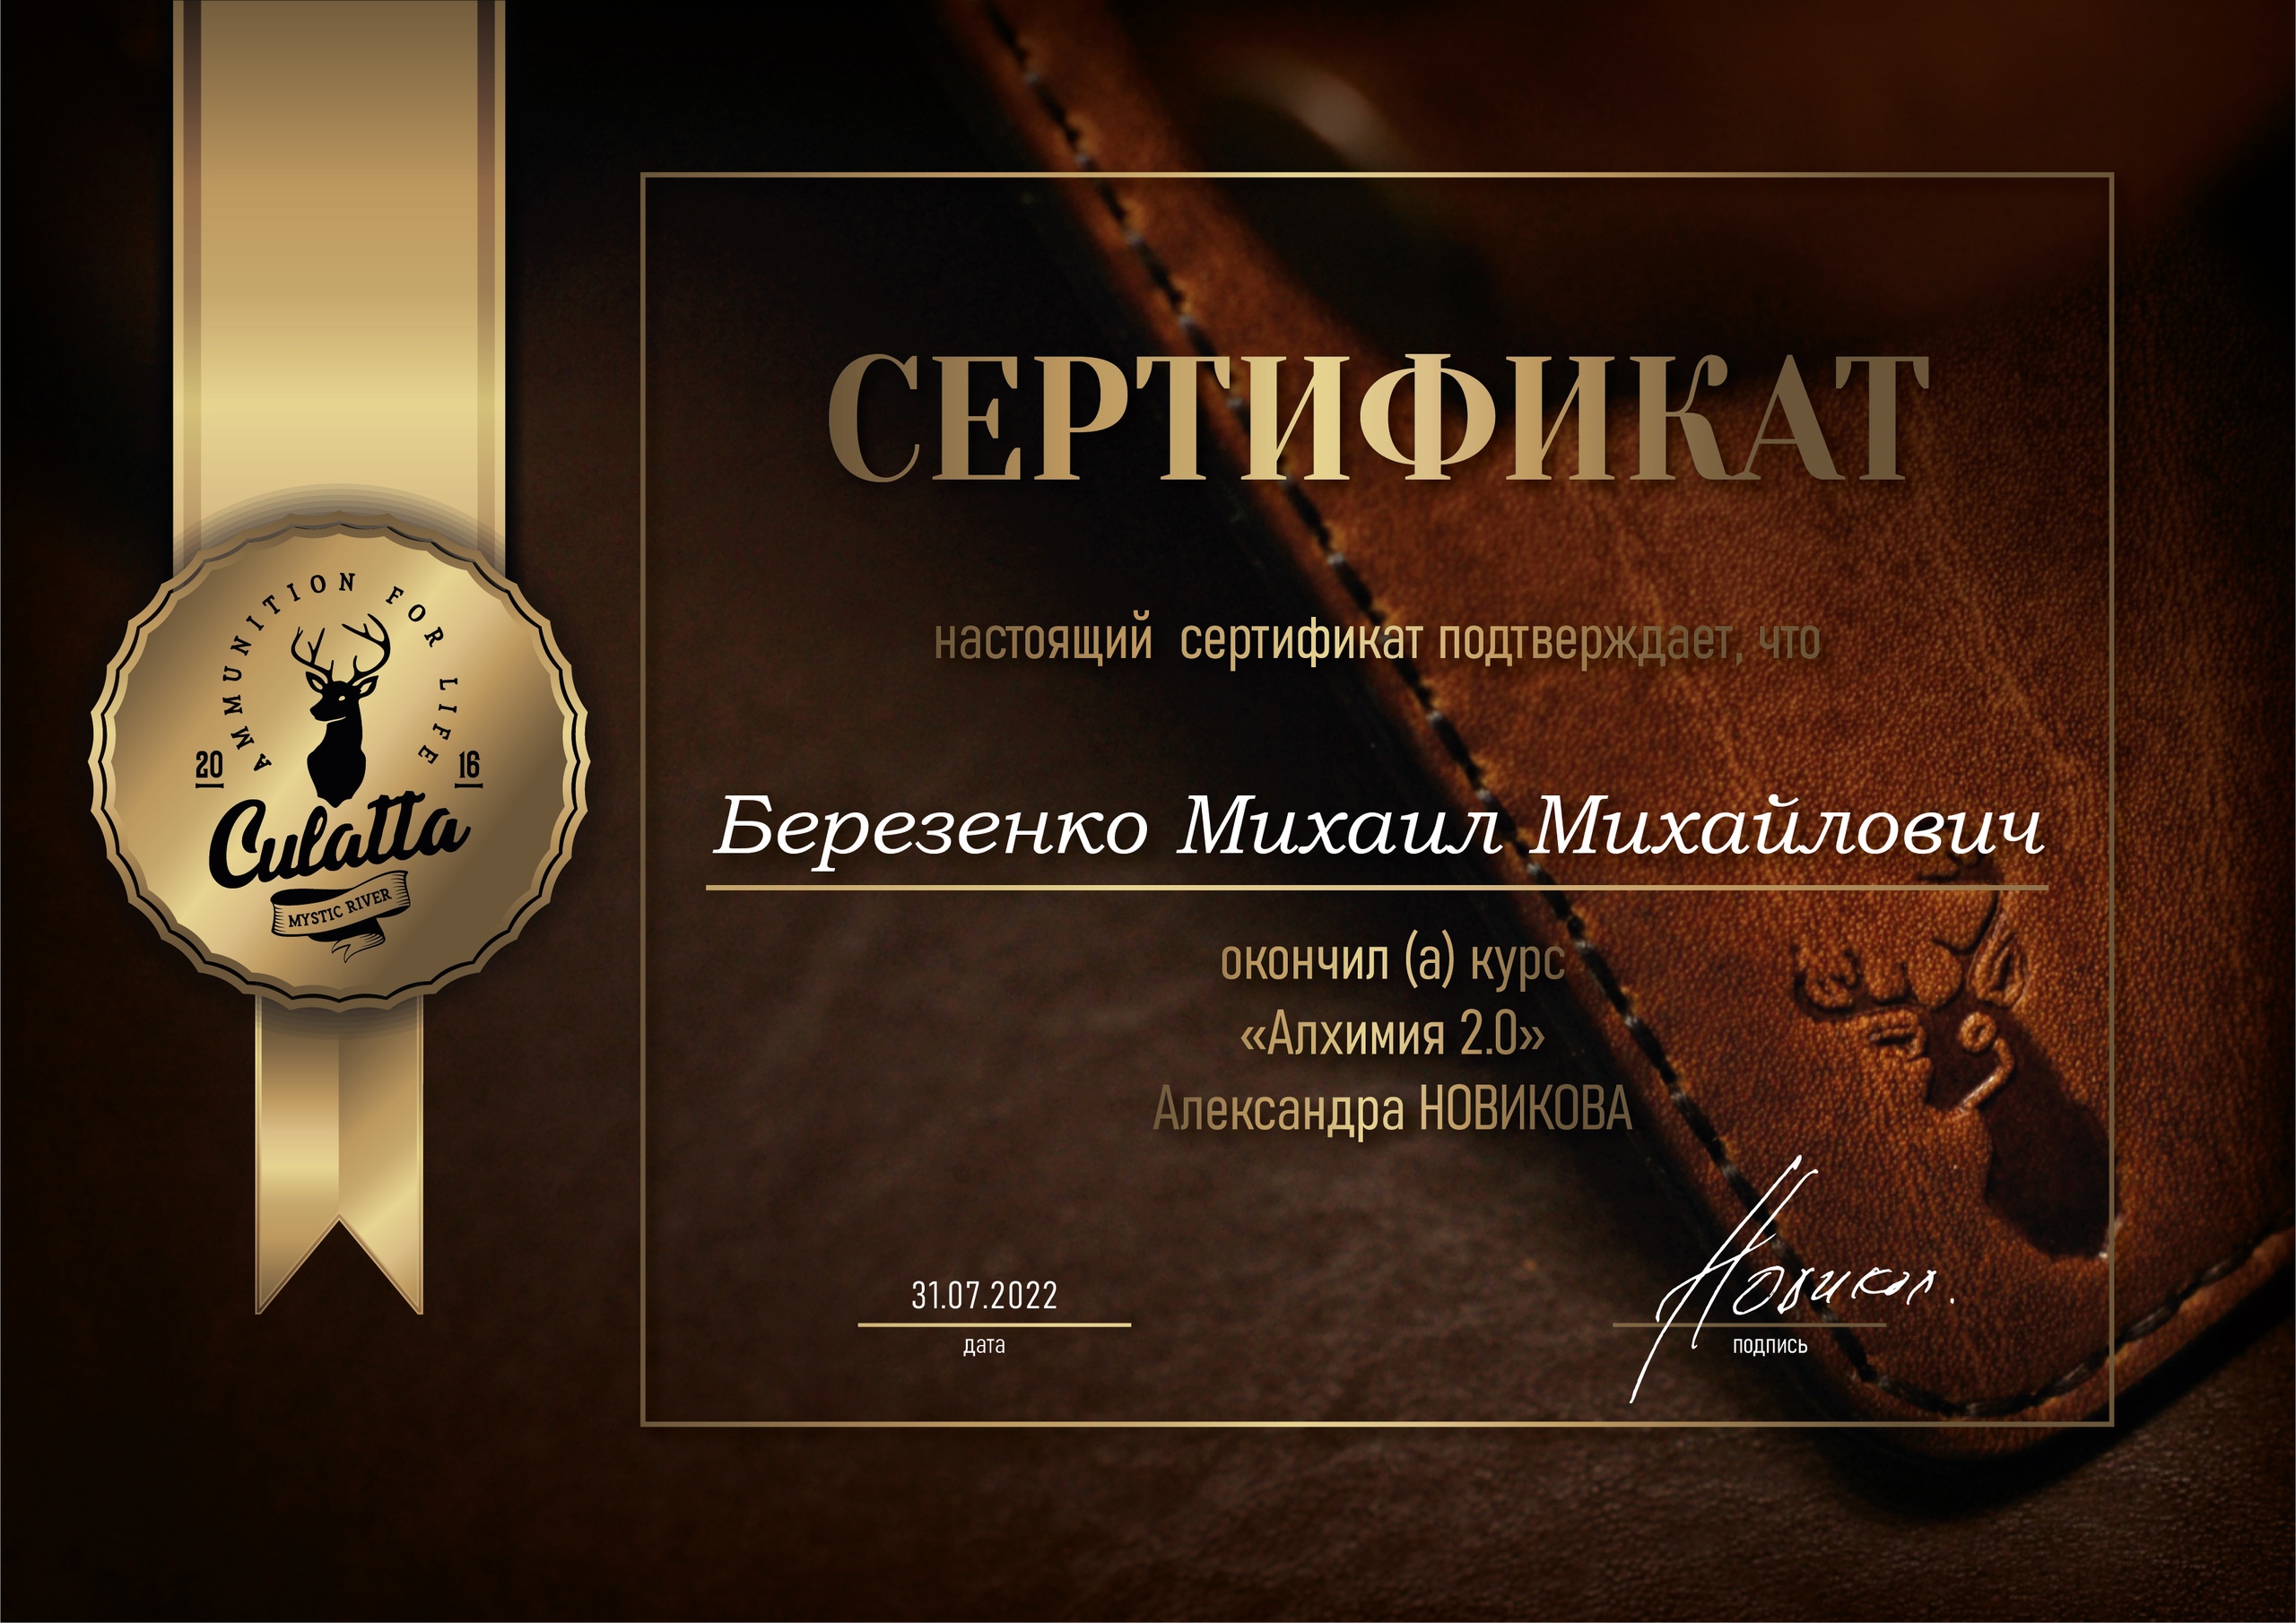 СЕРТИФИКАТ
настоящий сертификат подтверждает, что
Березенко Михаил Михайлович
окончил (а) курс
«Алхимия 2.0»
Александра НОВИКОВА
31.07.2022
дата
подпись
AMMUNITION FOR LIFE
20 16
Culatta
MYSTIC RIVER